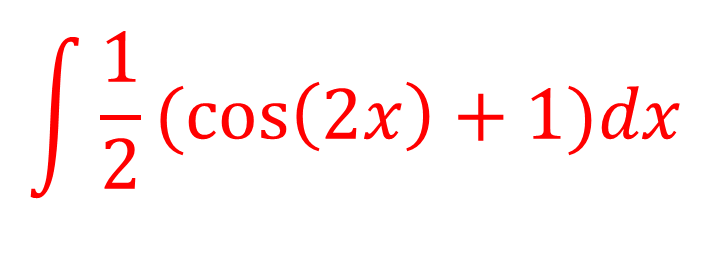 ∫ 1/2 (cos(2x) + 1)dx